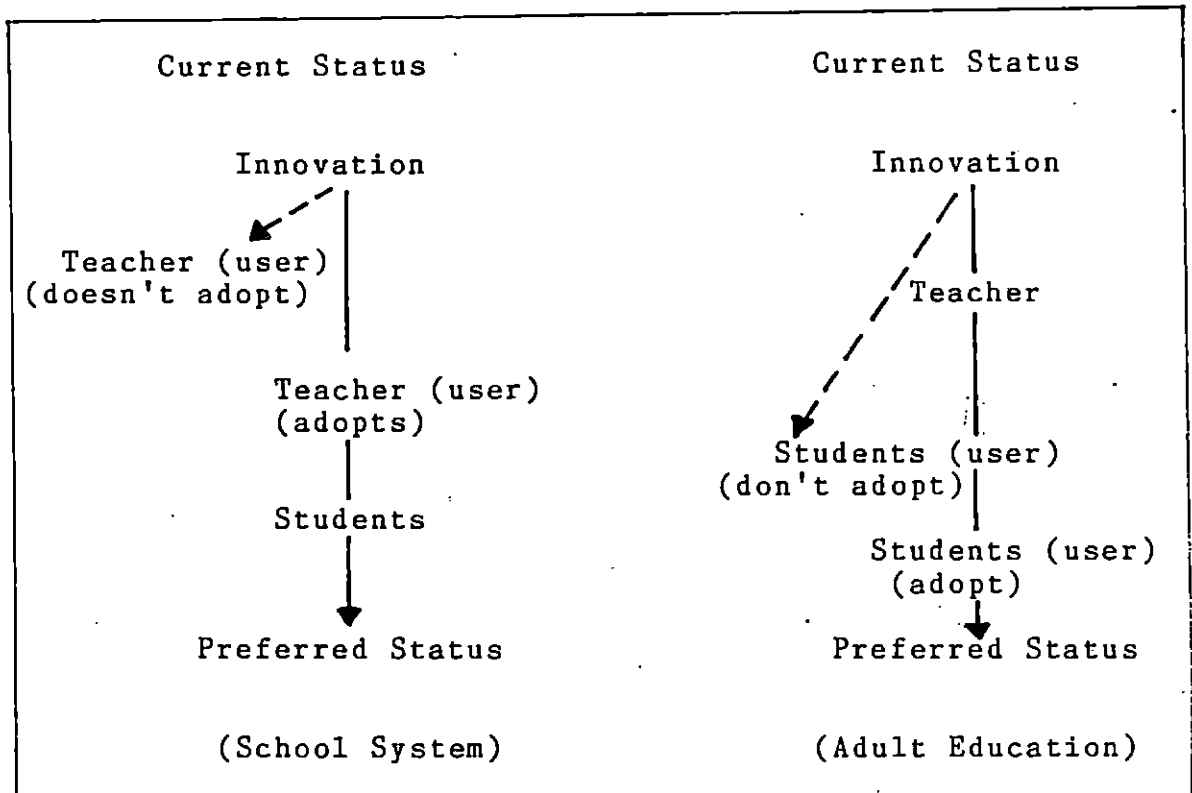 Current Status
Innovation
Teacher (user)
(doesn't adopt)
Teacher (user)
(adopts)
Students
Preferred Status
(School System)
Current Status
Innovation
Teacher
Students (user)
(don't adopt)
Students (user)
(adopt)
Preferred Status
(Adult Education)